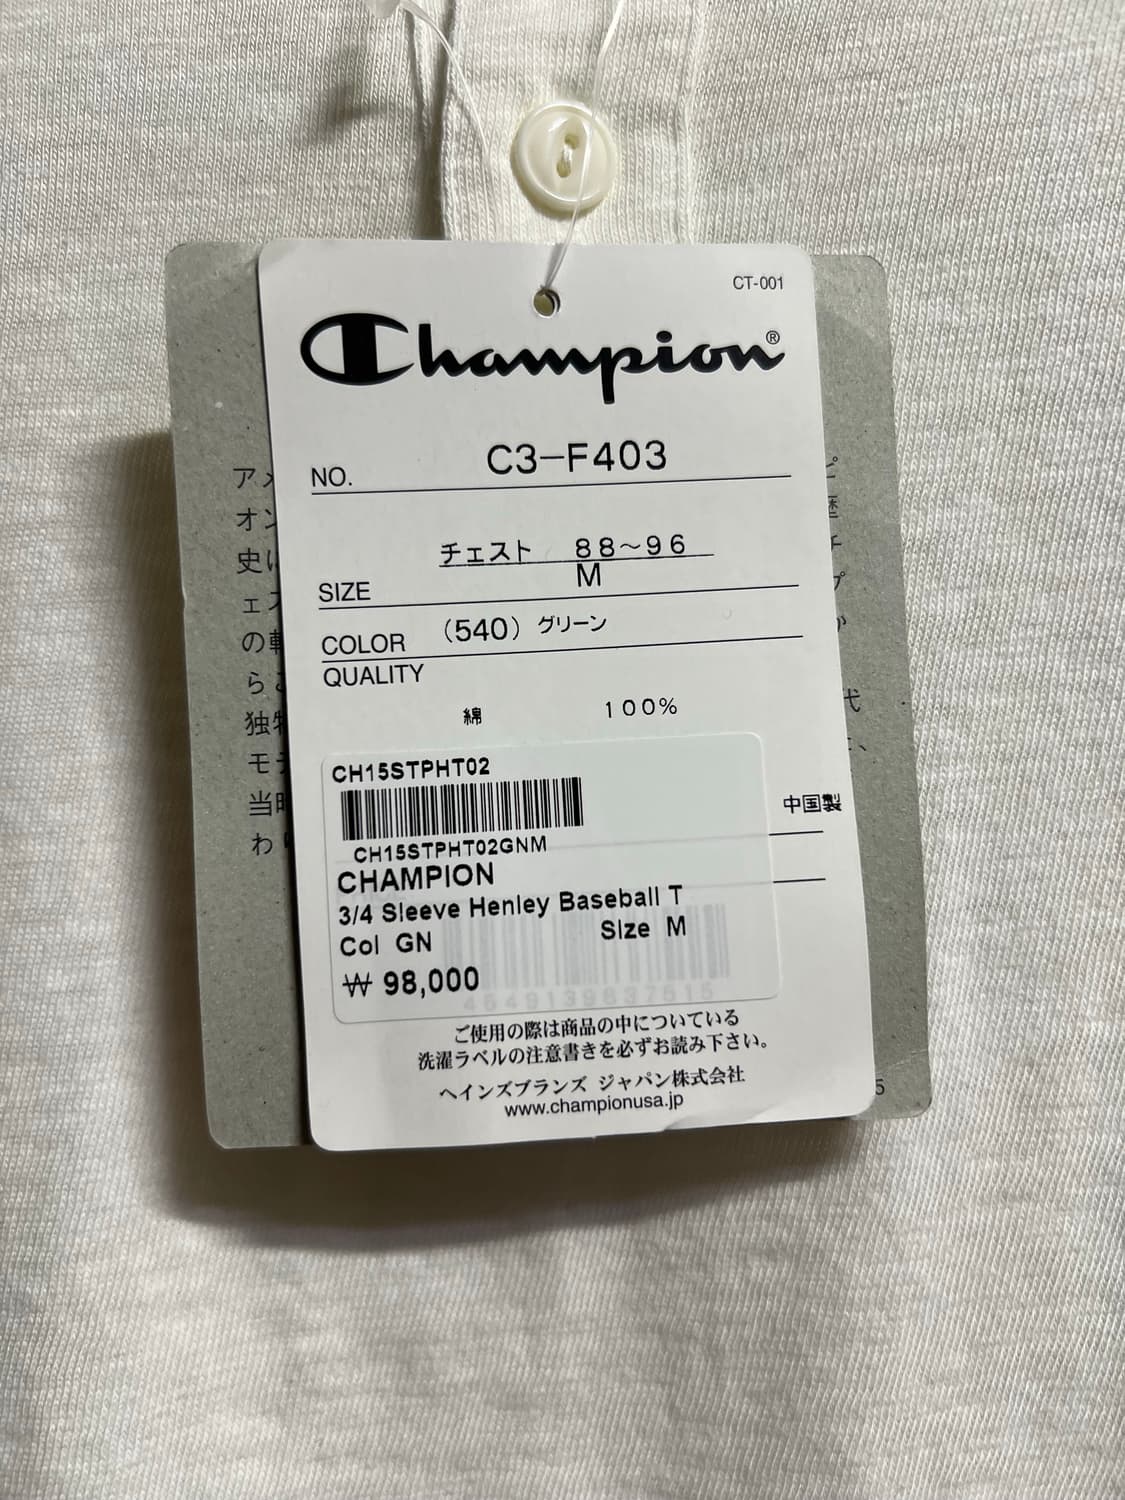 CT-001
Champion®
NO. C3-F403
チェスト 88~96
SIZE M
COLOR (540) グリーン
QUALITY
綿 100%
CH15STPHT02
中国製
CH15STPHT02GNM
CHAMPION
3/4 Sleeve Henley Baseball T
Col GN Size M
₩ 98,000
ご使用の際は商品の中についている
洗濯ラベルの注意書きを必ずお読み下さい。
ヘインズブランズ ジャパン株式会社
www.championusa.jp